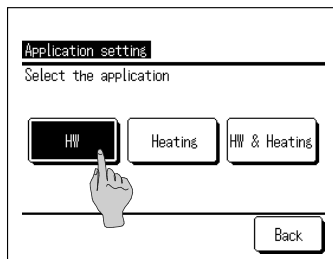 Application setting
Select the application
HW Heating HW & Heating
Back